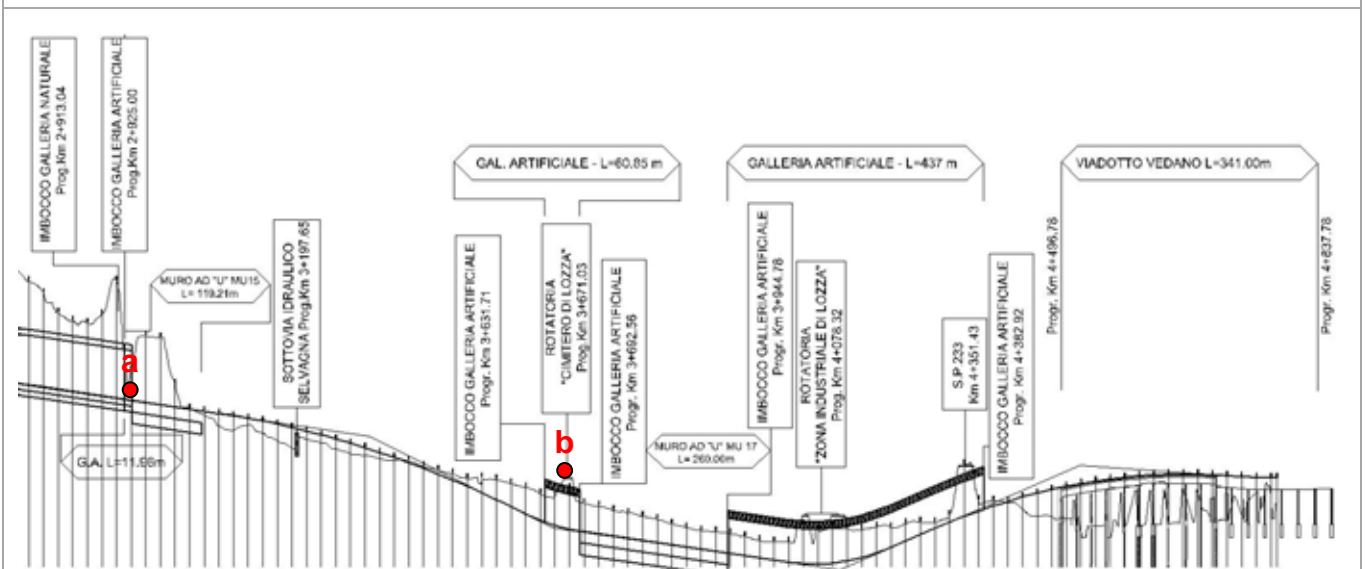 IMBOCCO GALLERIA NATURALE
Prog.Km 2+913.04
IMBOCCO GALLERIA ARTIFICIALE
Prog.Km 2+925.00
MURO AD "U" MU15
L= 119.21m
SOTTOVIA IDRAULICO
SELVAGNA Prog.Km 3+197.65
a
G.A. L=11.96m
GAL. ARTIFICIALE - L=60.85 m
IMBOCCO GALLERIA ARTIFICIALE
Progr. Km 3+631.71
ROTATORIA
"CIMITERO DI LOZZA"
Prog.Km 3+671.03
b
IMBOCCO GALLERIA ARTIFICIALE
Progr. Km 3+692.56
MURO AD "U" MU 17
L= 260.00m
GALLERIA ARTIFICIALE - L=437 m
IMBOCCO GALLERIA ARTIFICIALE
Progr. Km 3+944.78
ROTATORIA
"ZONA INDUSTRIALE DI LOZZA"
Prog. Km 4+078.32
S.P 233
Km 4+351.43
IMBOCCO GALLERIA ARTIFICIALE
Progr. Km 4+382.92
VIADOTTO VEDANO L=341.00m
Progr. Km 4+496.78
Progr. Km 4+837.78